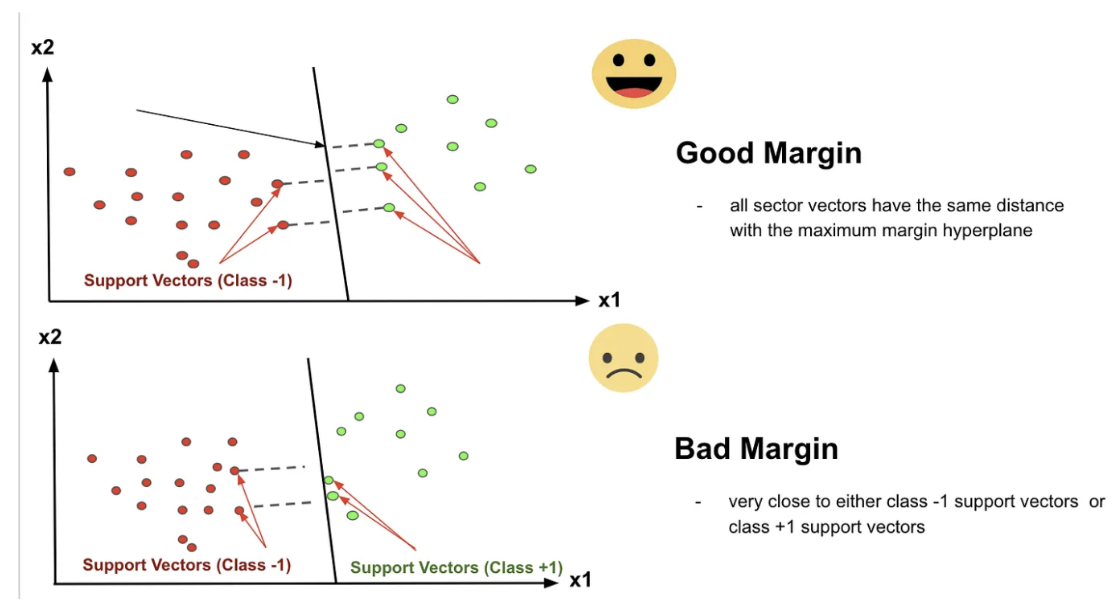 x2
Good Margin
- all sector vectors have the same distance
with the maximum margin hyperplane
Support Vectors (Class -1)
x1
x2
Bad Margin
- very close to either class -1 support vectors or
class +1 support vectors
Support Vectors (Class -1)
Support Vectors (Class +1)
x1